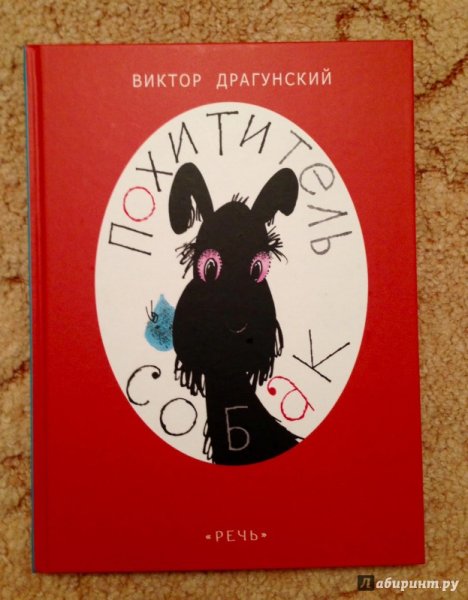 ВИКТОР ДРАГУНСКИЙ
ПОХИТИТЕЛЬ
СОБАК
«РЕЧЬ»
Лабиринт.ру